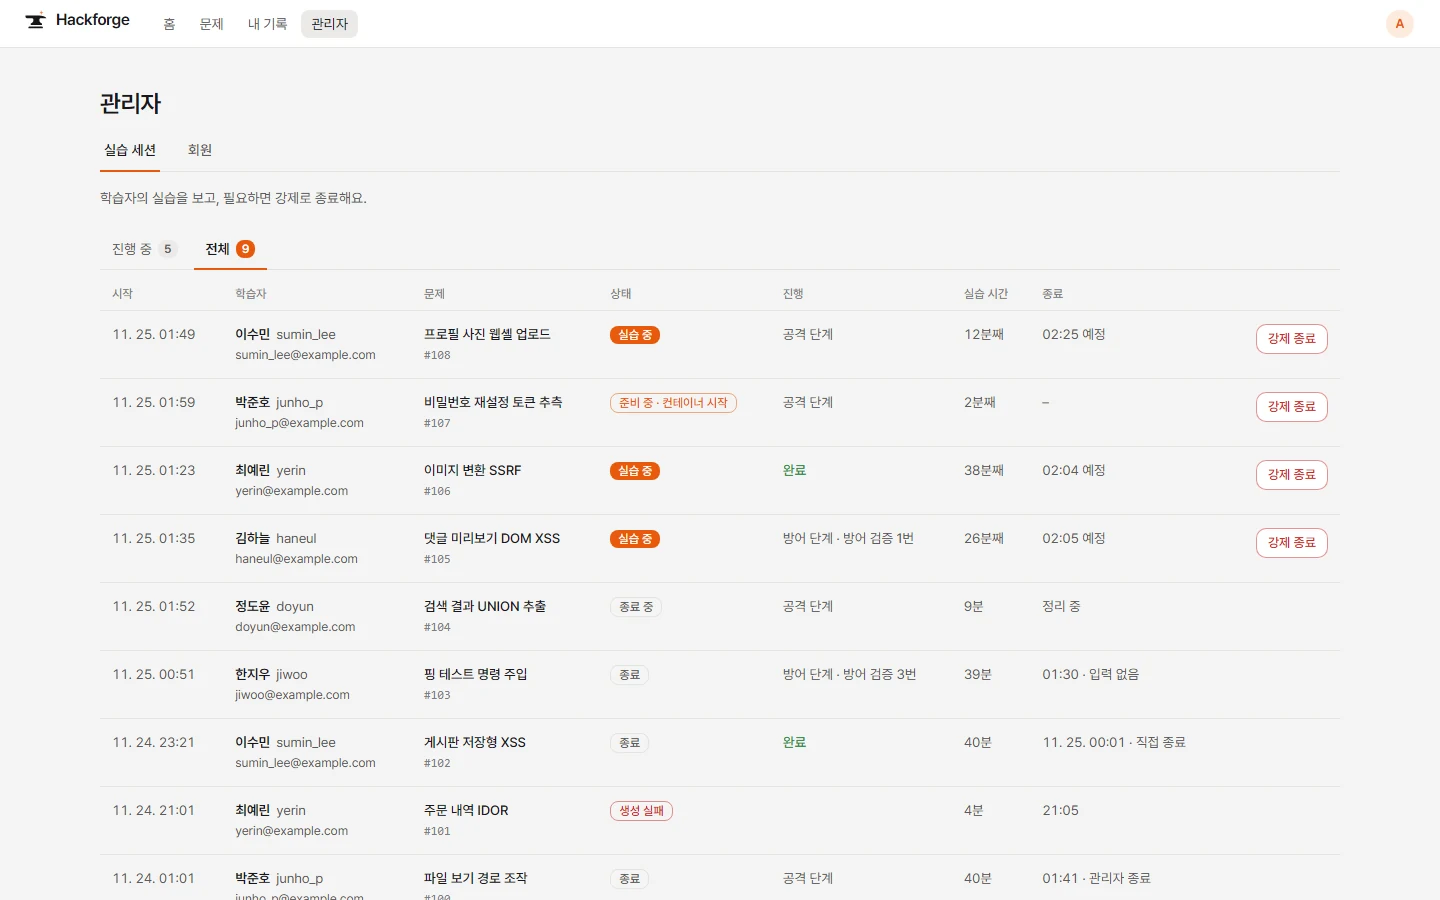 Hackforge 홈 문제 내 기록 관리자 A
관리자
실습 세션 회원
학습자의 실습을 보고, 필요하면 강제로 종료해요.
진행 중 5 전체 9
시작 학습자 문제 상태 진행 실습 시간 종료
11. 25. 01:49 이수민 sumin_lee 프로필 사진 웹셸 업로드 실습 중 공격 단계 12분째 02:25 예정 강제 종료
sumin_lee@example.com #108
11. 25. 01:59 박준호 junho_p 비밀번호 재설정 토큰 추측 준비 중 · 컨테이너 시작 공격 단계 2분째 – 강제 종료
junho_p@example.com #107
11. 25. 01:23 최예린 yerin 이미지 변환 SSRF 실습 중 완료 38분째 02:04 예정 강제 종료
yerin@example.com #106
11. 25. 01:35 김하늘 haneul 댓글 미리보기 DOM XSS 실습 중 방어 단계 · 방어 검증 1번 26분째 02:05 예정 강제 종료
haneul@example.com #105
11. 25. 01:52 정도윤 doyun 검색 결과 UNION 추출 종료 중 공격 단계 9분 정리 중
doyun@example.com #104
11. 25. 00:51 한지우 jiwoo 핑 테스트 명령 주입 종료 방어 단계 · 방어 검증 3번 39분 01:30 · 입력 없음
jiwoo@example.com #103
11. 24. 23:21 이수민 sumin_lee 게시판 저장형 XSS 종료 완료 40분 11. 25. 00:01 · 직접 종료
sumin_lee@example.com #102
11. 24. 21:01 최예린 yerin 주문 내역 IDOR 생성 실패 4분 21:05
yerin@example.com #101
11. 24. 01:01 박준호 junho_p 파일 보기 경로 조작 종료 공격 단계 40분 01:41 · 관리자 종료
junho_p@example.com #100